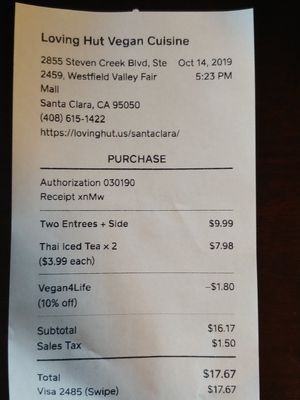 Loving Hut Vegan Cuisine
2855 Steven Creek Blvd, Ste Oct 14, 2019
2459, Westfield Valley Fair 5:23 PM
Mall
Santa Clara, CA 95050
(408) 615-1422
https://lovinghut.us/santaclara/
PURCHASE
Authorization 030190
Receipt xnMw
Two Entrees + Side $9.99
Thai Iced Tea x 2 $7.98
($3.99 each)
Vegan4Life -$1.80
(10% off)
Subtotal $16.17
Sales Tax $1.50
Total $17.67
Visa 2485 (Swipe) $17.67